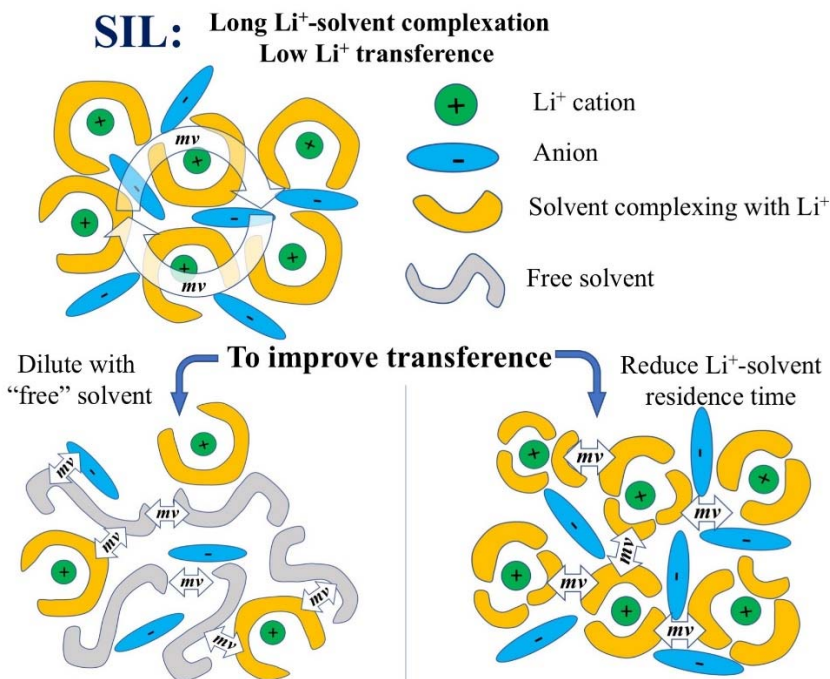 SIL: Long Li⁺-solvent complexation
Low Li⁺ transference
+ Li⁺ cation
- Anion
Solvent complexing with Li⁺
Free solvent
+
+
+
+
+
+
-
-
-
-
-
mv
mv
To improve transference
Dilute with
“free” solvent
Reduce Li⁺-solvent
residence time
+
+
+
-
-
-
mv
mv
mv
mv
mv
mv
+
+
+
+
+
+
-
-
-
-
-
-
mv
mv
mv
mv
mv